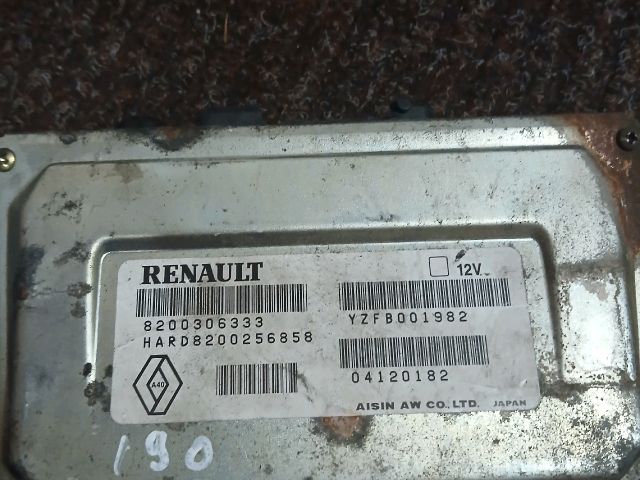 RENAULT
12V
8200306333
HARD8200256858
YZFB001982
04120182
A40
AISIN AW CO., LTD. JAPAN
190